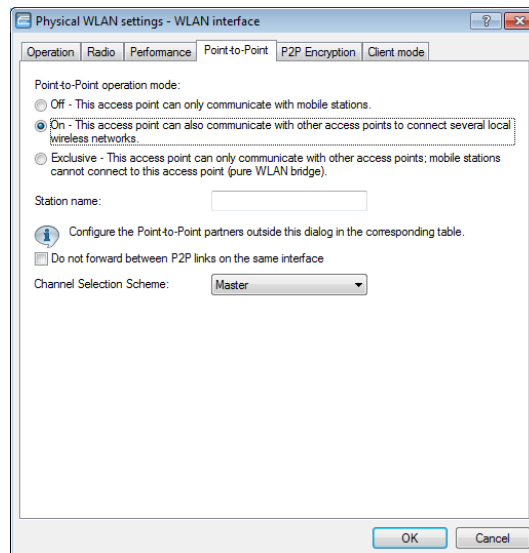 Physical WLAN settings - WLAN interface
Operation Radio Performance Point-to-Point P2P Encryption Client mode
Point-to-Point operation mode:
Off - This access point can only communicate with mobile stations.
On - This access point can also communicate with other access points to connect several local
wireless networks.
Exclusive - This access point can only communicate with other access points; mobile stations
cannot connect to this access point (pure WLAN bridge).
Station name:
Configure the Point-to-Point partners outside this dialog in the corresponding table.
Do not forward between P2P links on the same interface
Channel Selection Scheme: Master
OK Cancel